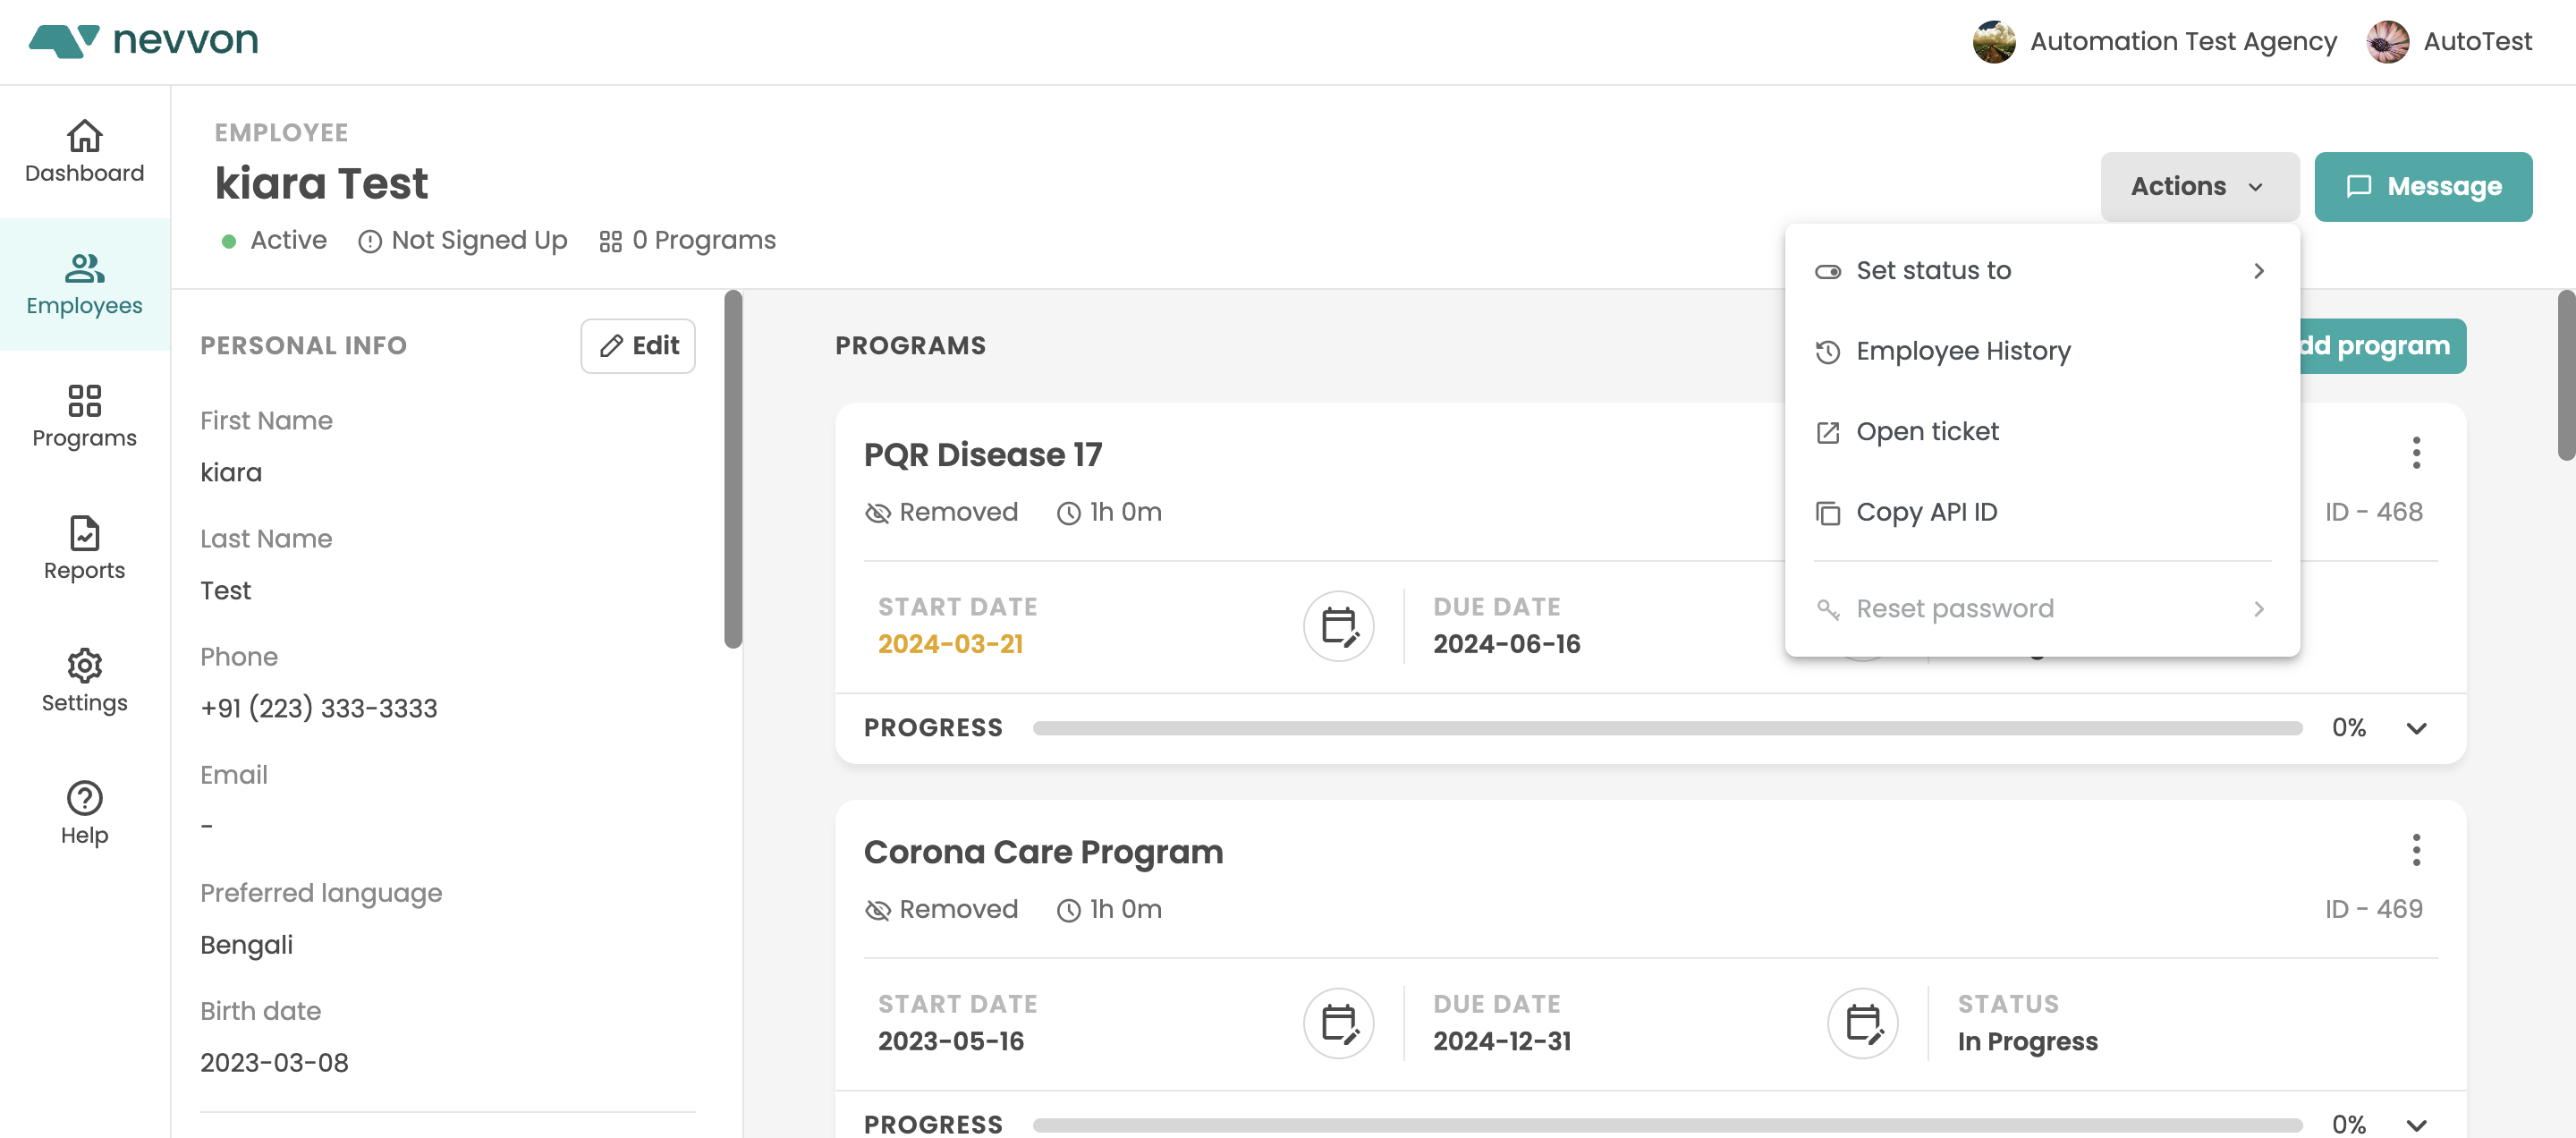 nevvon
Automation Test Agency
AutoTest
Dashboard
Employees
Programs
Reports
Settings
Help
EMPLOYEE
kiara Test
Active
Not Signed Up
0 Programs
Actions
Message
Set status to
Employee History
Open ticket
Copy API ID
Reset password
PERSONAL INFO
Edit
First Name
kiara
Last Name
Test
Phone
+91 (223) 333-3333
Email
-
Preferred language
Bengali
Birth date
2023-03-08
PROGRAMS
dd program
PQR Disease 17
Removed
1h 0m
ID - 468
START DATE
2024-03-21
DUE DATE
2024-06-16
PROGRESS
0%
Corona Care Program
Removed
1h 0m
ID - 469
START DATE
2023-05-16
DUE DATE
2024-12-31
STATUS
In Progress
PROGRESS
0%